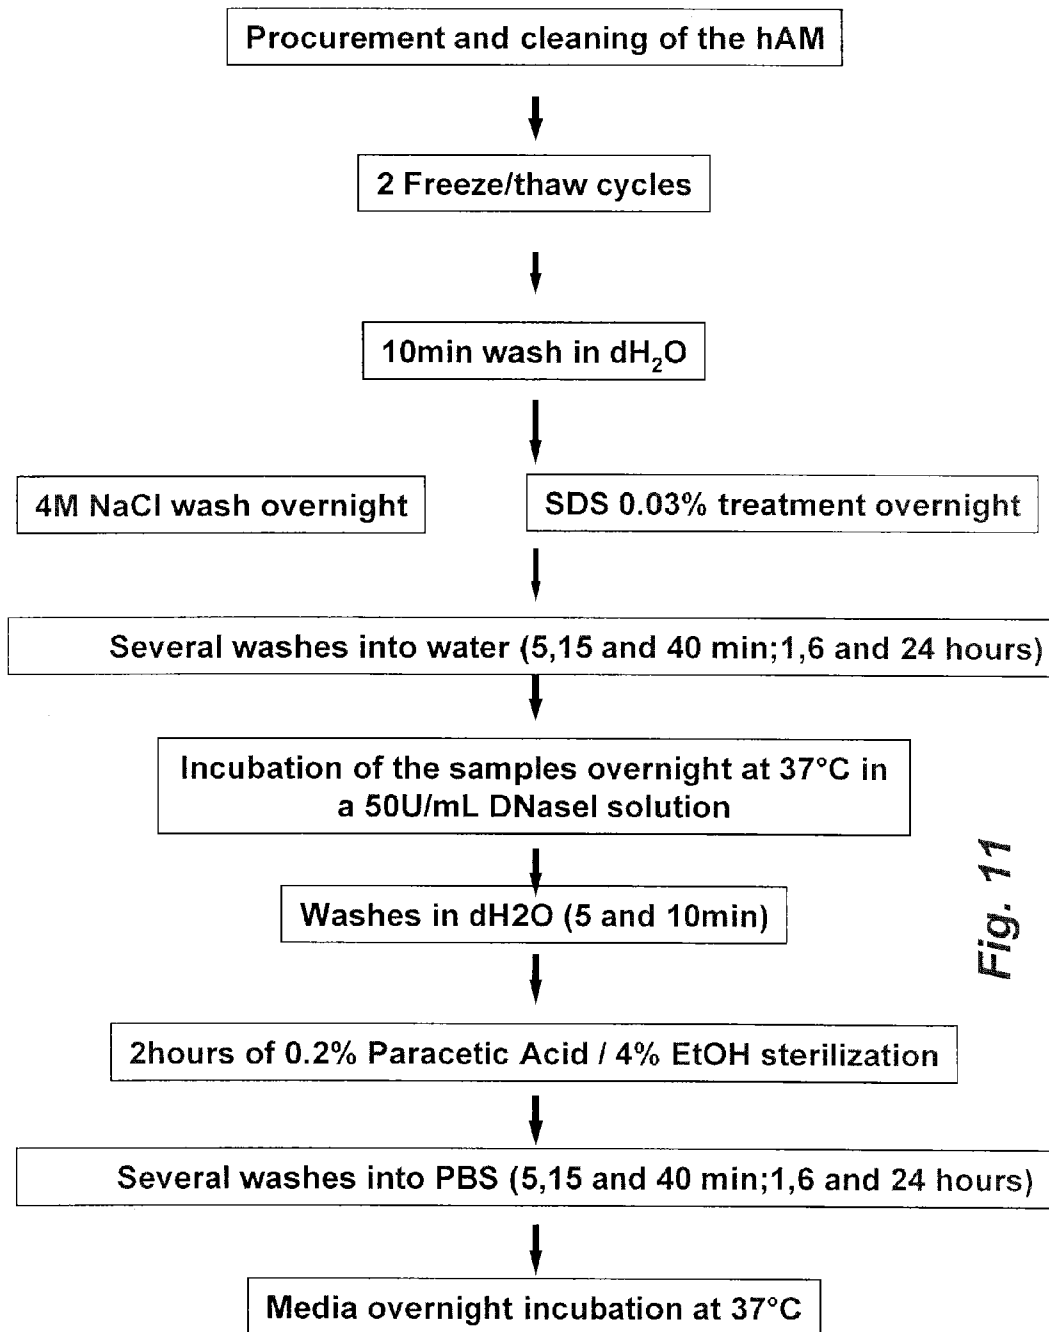 Procurement and cleaning of the hAM
2 Freeze/thaw cycles
10min wash in dH₂O
4M NaCl wash overnight
SDS 0.03% treatment overnight
Several washes into water (5,15 and 40 min;1,6 and 24 hours)
Incubation of the samples overnight at 37°C in
a 50U/mL DNaseI solution
Washes in dH2O (5 and 10min)
2hours of 0.2% Paracetic Acid / 4% EtOH sterilization
Several washes into PBS (5,15 and 40 min;1,6 and 24 hours)
Media overnight incubation at 37°C
Fig. 11